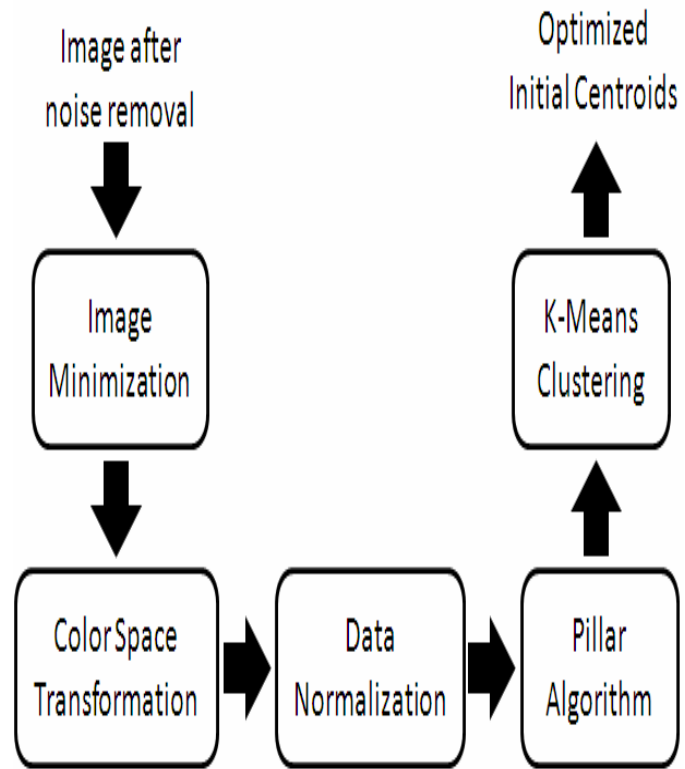 Image after
noise removal
Image
Minimization
Color Space
Transformation
Data
Normalization
Pillar
Algorithm
K-Means
Clustering
Optimized
Initial Centroids